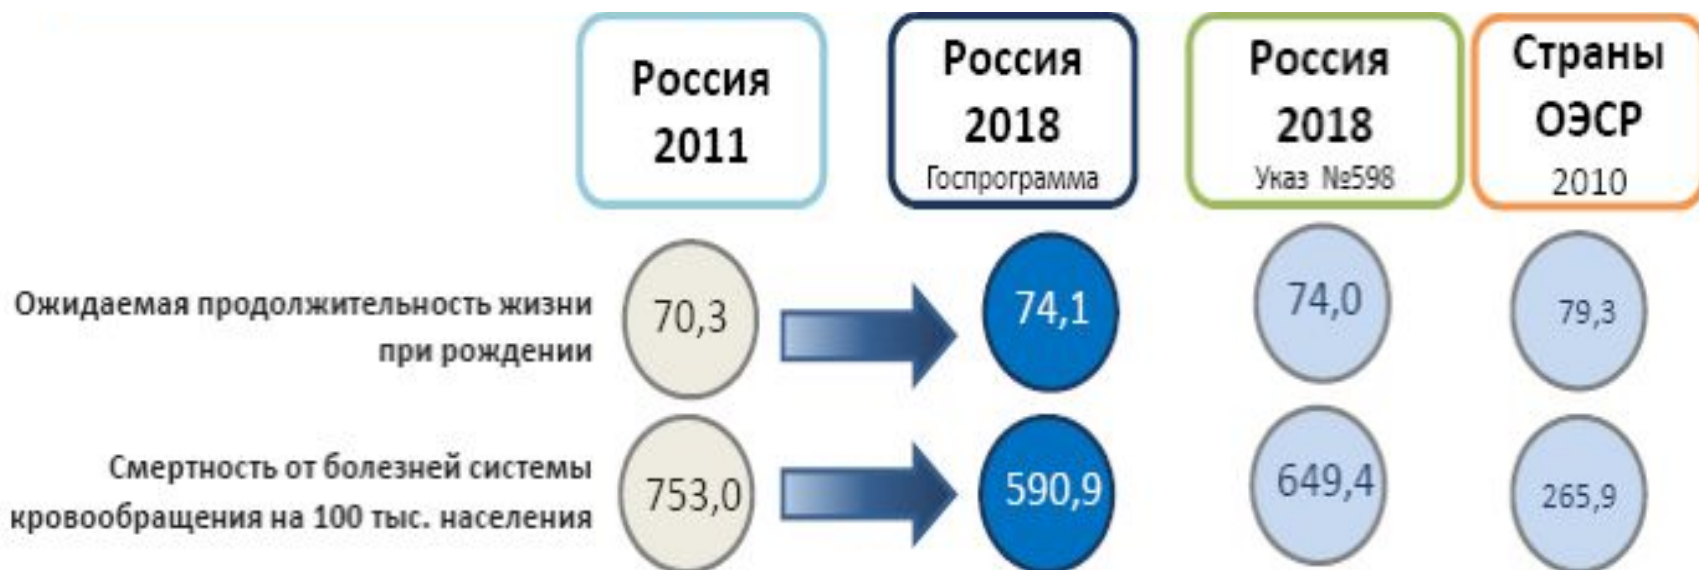 Россия
2011
Россия
2018
Госпрограмма
Россия
2018
Указ №598
Страны
ОЭСР
2010
Ожидаемая продолжительность жизни
при рождении
70,3
74,1
74,0
79,3
Смертность от болезней системы
кровообращения на 100 тыс. населения
753,0
590,9
649,4
265,9